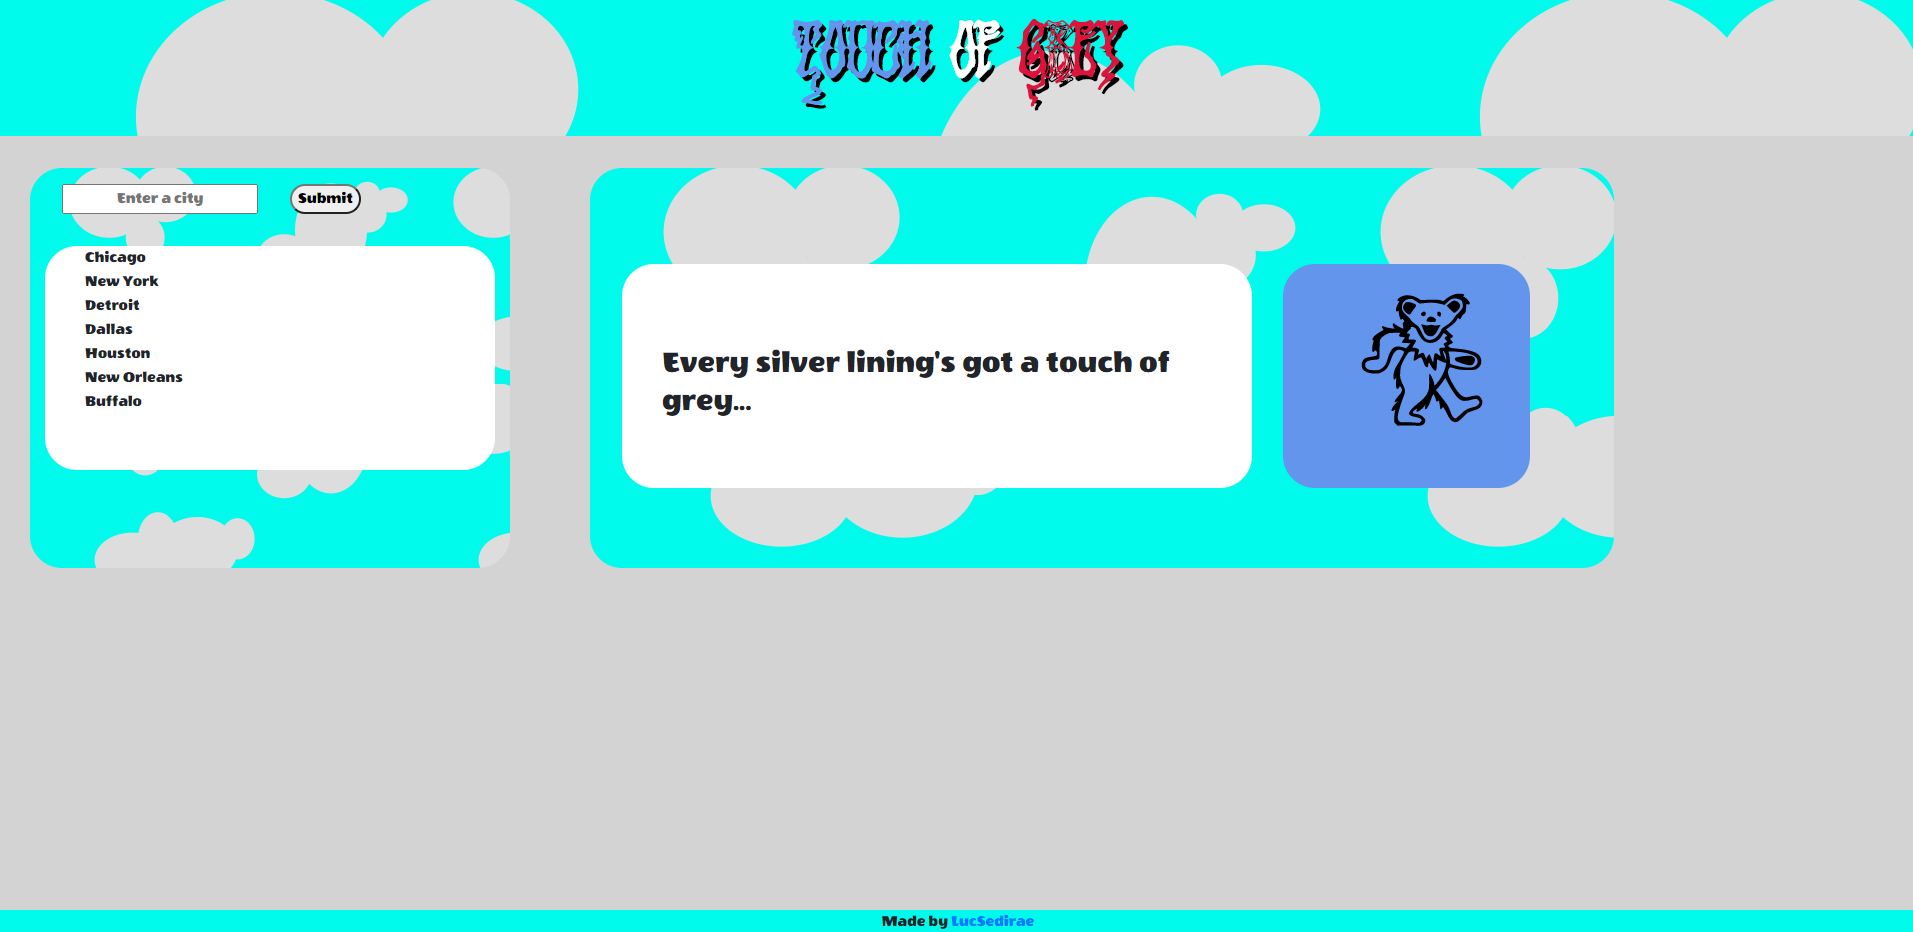 TOUCH OF GREY
Enter a city
Submit
Chicago
New York
Detroit
Dallas
Houston
New Orleans
Buffalo
Every silver lining's got a touch of
grey...
Made by LucSedirae